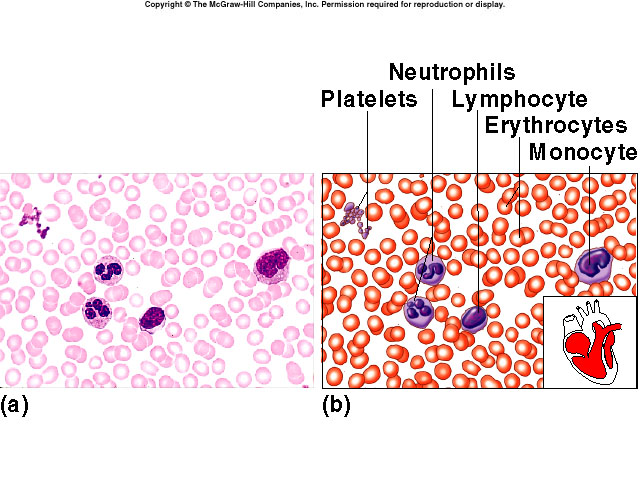 Copyright © The McGraw-Hill Companies, Inc. Permission required for reproduction or display.
Neutrophils
Platelets
Lymphocyte
Erythrocytes
Monocyte
(a)
(b)